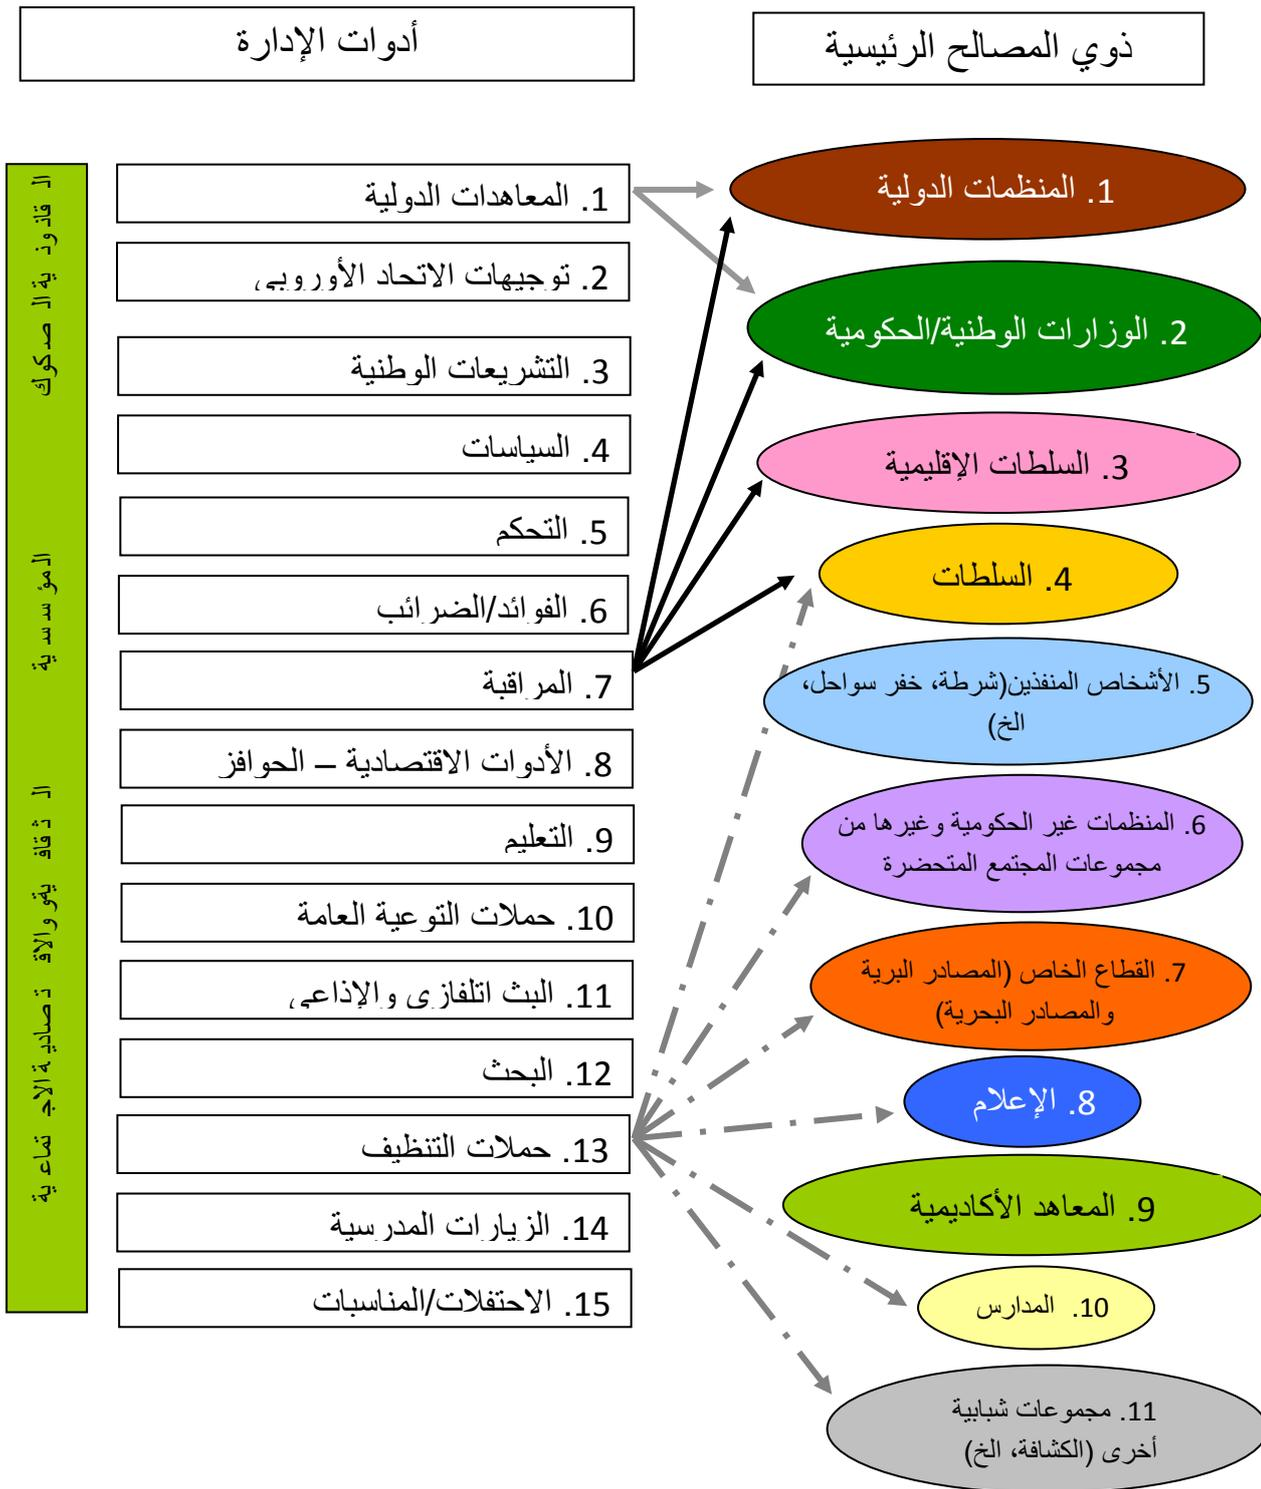 ذوي المصالح الرئيسية
أدوات الإدارة
1. المنظمات الدولية
2. الوزارات الوطنية/الحكومية
3. السلطات الإقليمية
4. السلطات
5. الأشخاص المنفذين(شرطة، خفر سواحل،
الخ)
6. المنظمات غير الحكومية وغيرها من
مجموعات المجتمع المتحضرة
7. القطاع الخاص (المصادر البرية
والمصادر البحرية)
8. الإعلام
9. المعاهد الأكاديمية
10. المدارس
11. مجموعات شبابية
أخرى (الكشافة، الخ)
1. المعاهدات الدولية
2. توجيهات الاتحاد الأوروبي
3. التشريعات الوطنية
4. السياسات
5. التحكم
6. الفوائد/الضرائب
7. المراقبة
8. الأدوات الاقتصادية – الحوافز
9. التعليم
10. حملات التوعية العامة
11. البث اتلفازي والإذاعي
12. البحث
13. حملات التنظيف
14. الزيارات المدرسية
15. الاحتفلات/المناسبات
المؤسسية